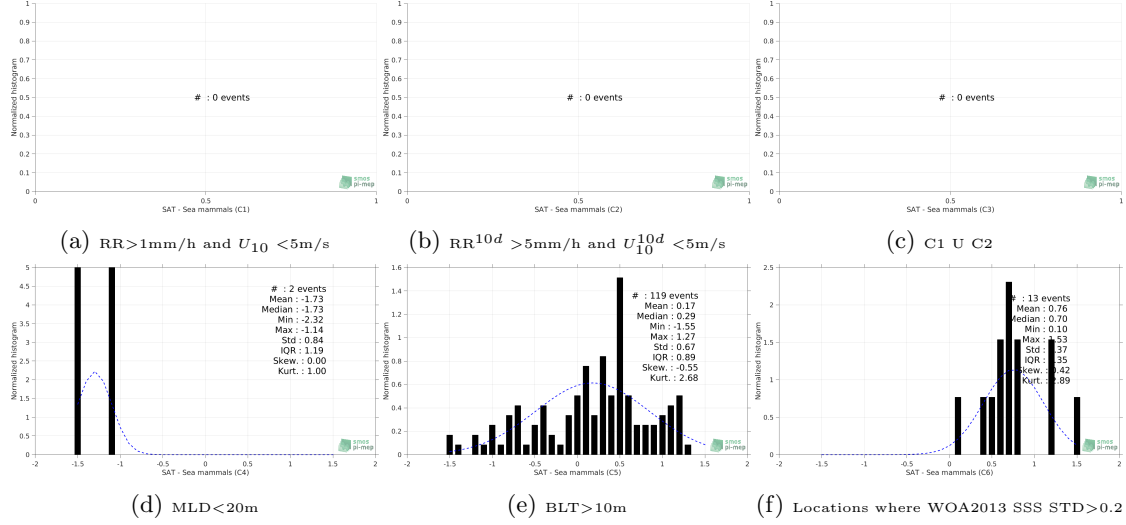 1
0.9
0.8
0.7
0.6
0.5
0.4
0.3
0.2
0.1
0
Normalized histogram
# : 0 events
smos
pi-mep
0 0.5 1
SAT - Sea mammals (C1)
(a) RR>1mm/h and U10 <5m/s
1
0.9
0.8
0.7
0.6
0.5
0.4
0.3
0.2
0.1
0
Normalized histogram
# : 0 events
smos
pi-mep
0 0.5 1
SAT - Sea mammals (C2)
(b) RR10d >5mm/h and U10d10 <5m/s
1
0.9
0.8
0.7
0.6
0.5
0.4
0.3
0.2
0.1
0
Normalized histogram
# : 0 events
smos
pi-mep
0 0.5 1
SAT - Sea mammals (C3)
(c) C1 U C2
5
4.5
4
3.5
3
2.5
2
1.5
1
0.5
0
Normalized histogram
# : 2 events
Mean : -1.73
Median : -1.73
Min : -2.32
Max : -1.14
Std : 0.84
IQR : 1.19
Skew. : 0.00
Kurt. : 1.00
smos
pi-mep
-2 -1.5 -1 -0.5 0 0.5 1 1.5 2
SAT - Sea mammals (C4)
(d) MLD<20m
1.6
1.4
1.2
1
0.8
0.6
0.4
0.2
0
Normalized histogram
# : 119 events
Mean : 0.17
Median : 0.29
Min : -1.55
Max : 1.27
Std : 0.67
IQR : 0.89
Skew. : -0.55
Kurt. : 2.68
smos
pi-mep
-2 -1.5 -1 -0.5 0 0.5 1 1.5 2
SAT - Sea mammals (C5)
(e) BLT>10m
2.5
2
1.5
1
0.5
0
Normalized histogram
# : 13 events
Mean : 0.76
Median : 0.70
Min : 0.10
Max :
Std :
IQR :
Skew. :
Kurt. :
smos
pi-mep
-2 -1.5 -1 -0.5 0 0.5 1 1.5 2
SAT - Sea mammals (C6)
(f) Locations where WOA2013 SSS STD>0.2